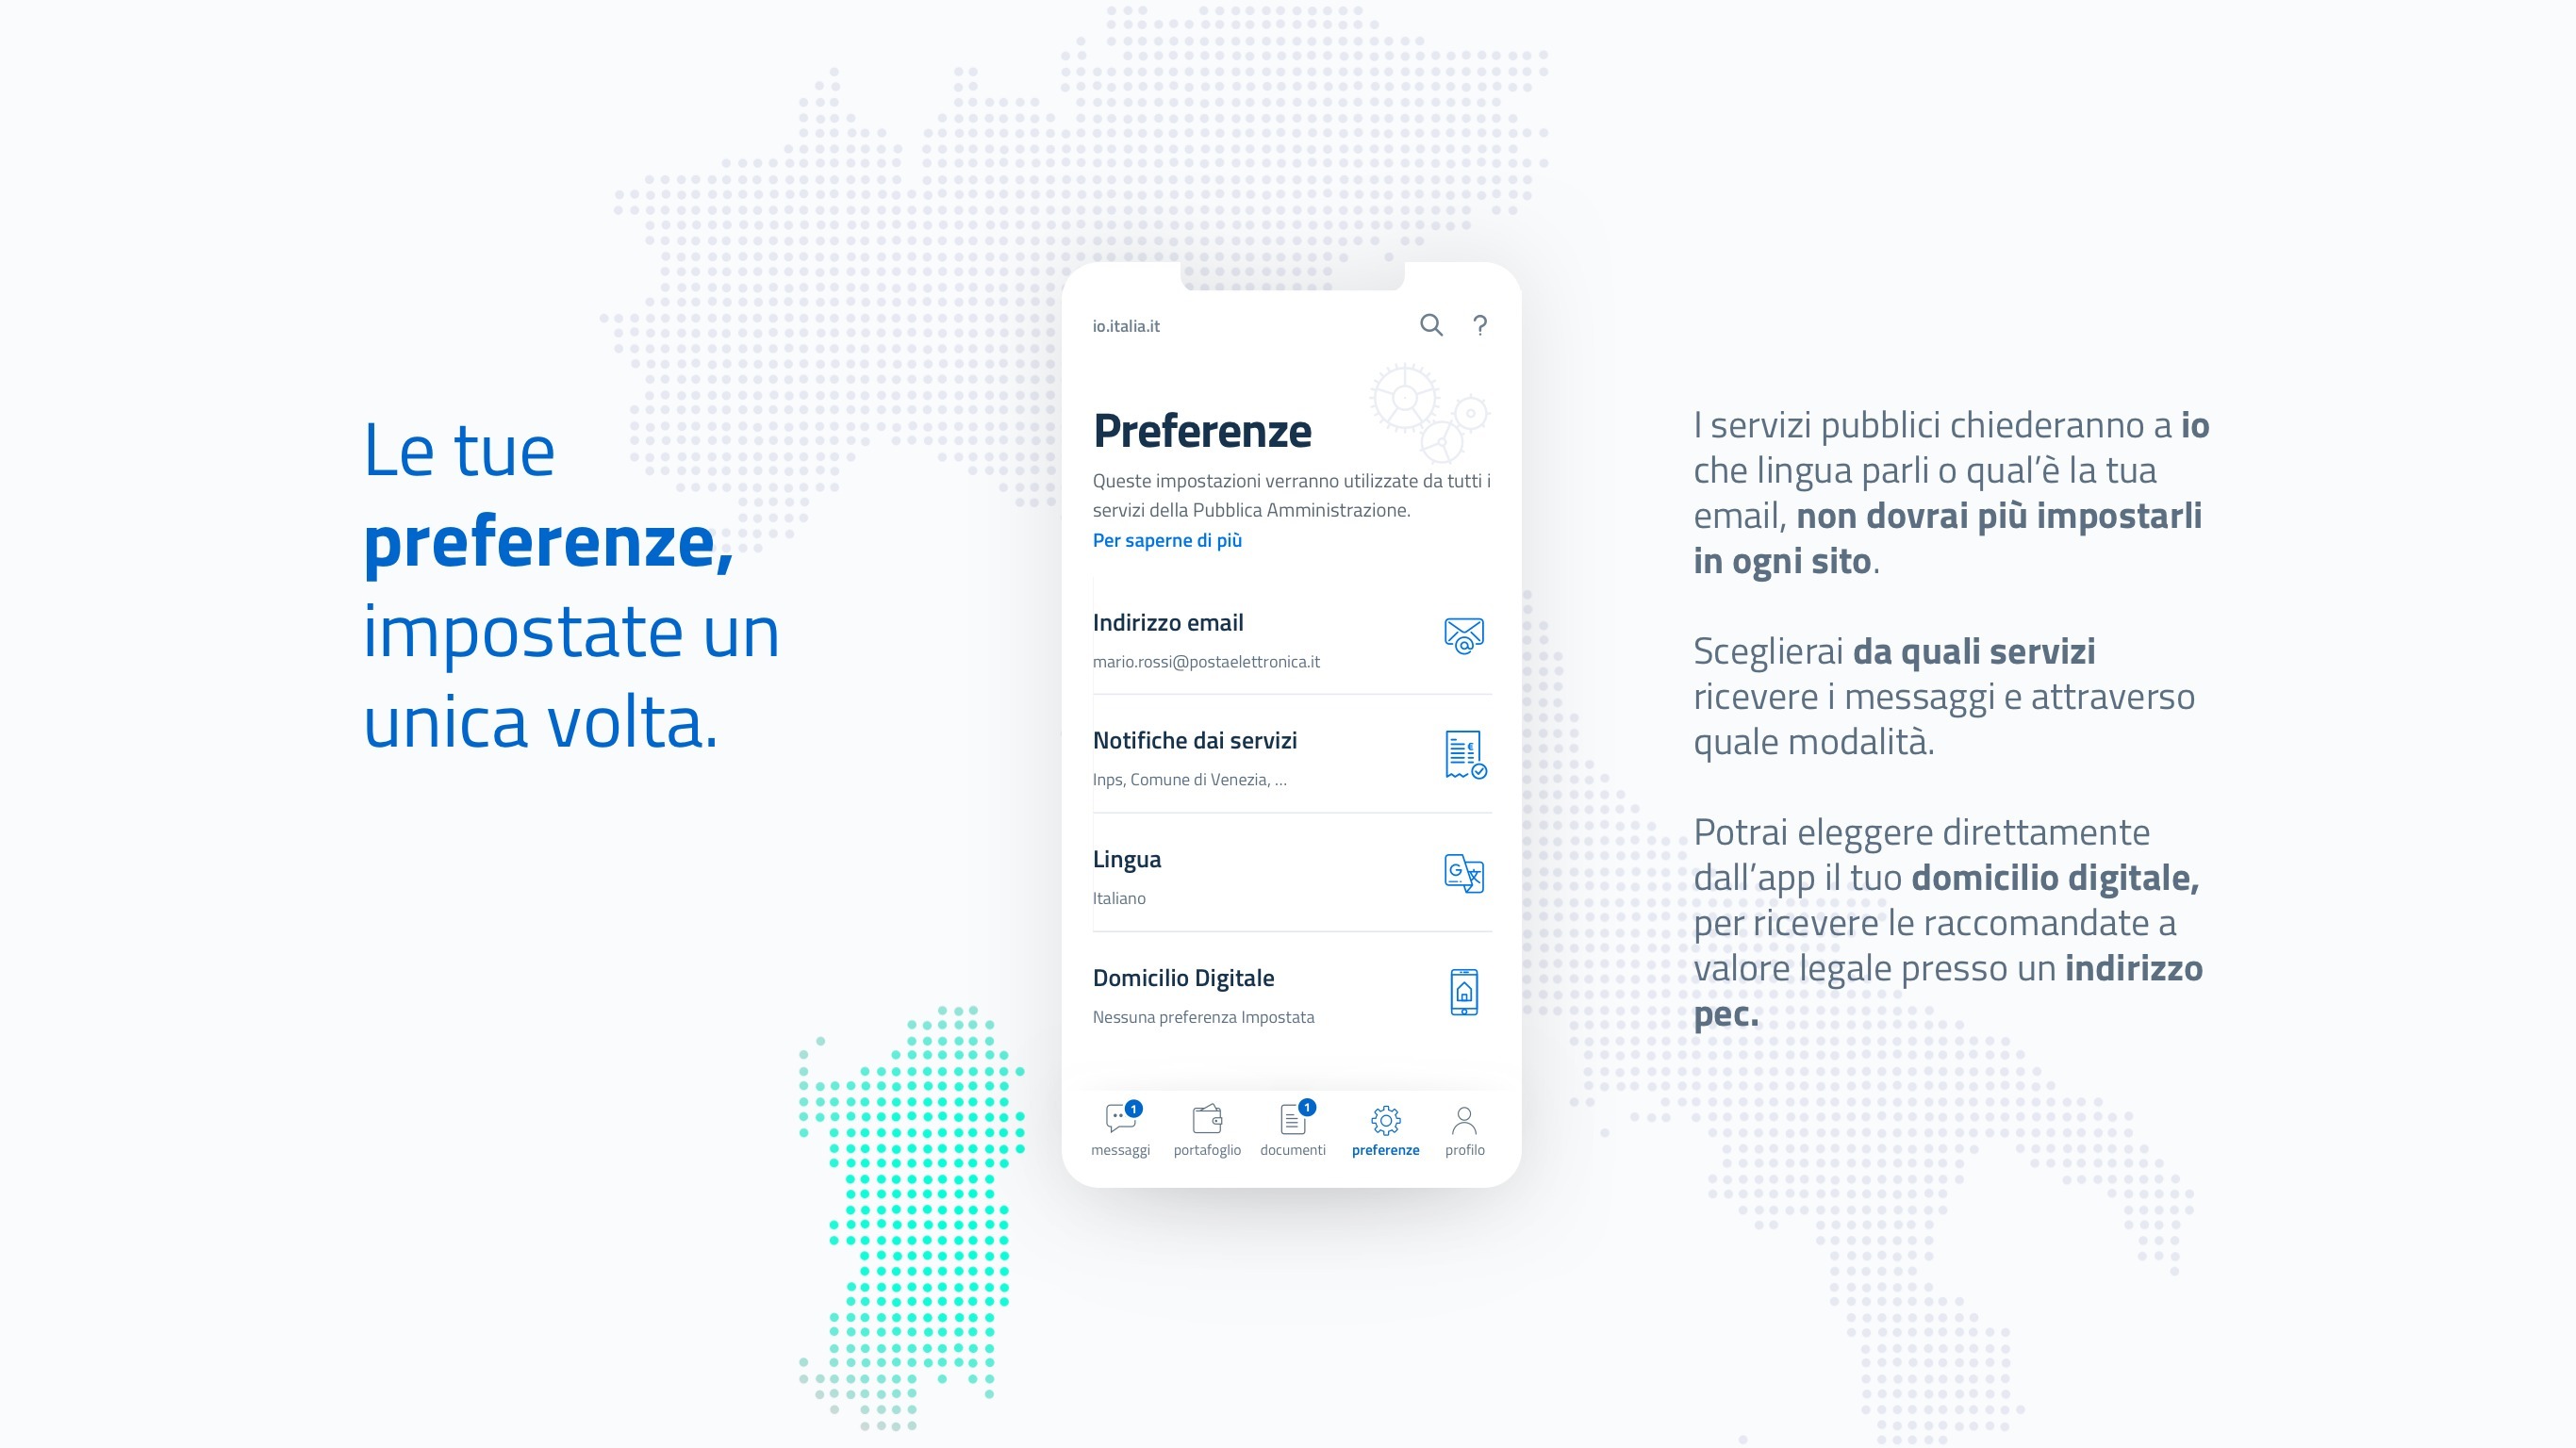 Le tue
preferenze,
impostate un
unica volta.
io.italia.it
?
Preferenze
Queste impostazioni verranno utilizzate da tutti i
servizi della Pubblica Amministrazione.
Per saperne di più
Indirizzo email
mario.rossi@postaelettronica.it
Notifiche dai servizi
Inps, Comune di Venezia, ...
Lingua
Italiano
Domicilio Digitale
Nessuna preferenza Impostata
1
1
messaggi portafoglio documenti preferenze profilo
I servizi pubblici chiederanno a io
che lingua parli o qual’è la tua
email, non dovrai più impostarli
in ogni sito.
Sceglierai da quali servizi
ricevere i messaggi e attraverso
quale modalità.
Potrai eleggere direttamente
dall’app il tuo domicilio digitale,
per ricevere le raccomandate a
valore legale presso un indirizzo
pec.